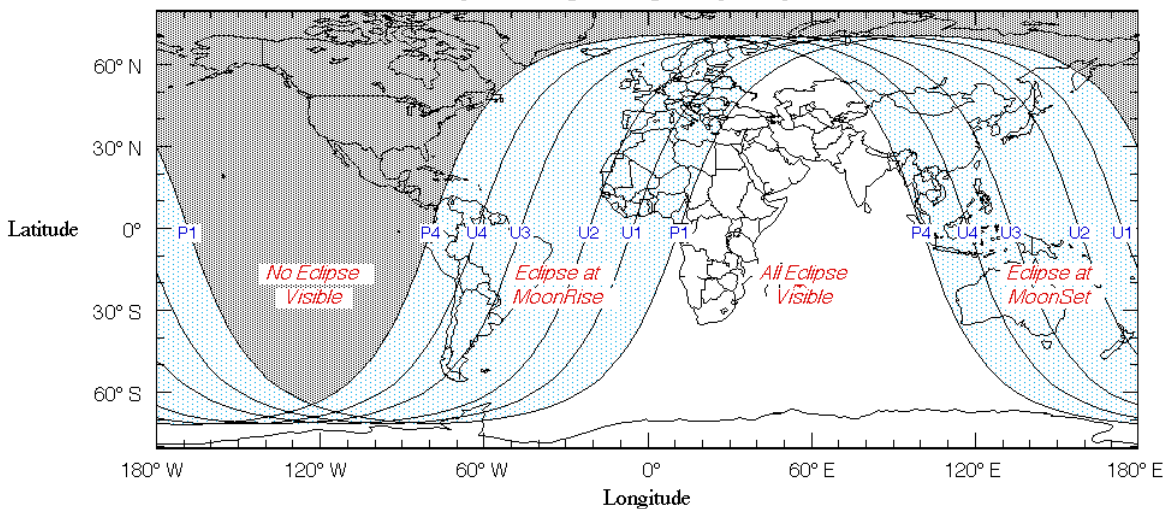 60° N
30° N
Latitude
0°
30° S
60° S
P1
P4
U4
U3
U2
U1
P1
P4
U4
U3
U2
U1
No Eclipse
Visible
Eclipse at
MoonRise
All Eclipse
Visible
Eclipse at
MoonSet
180° W
120° W
60° W
0°
60° E
120° E
180° E
Longitude